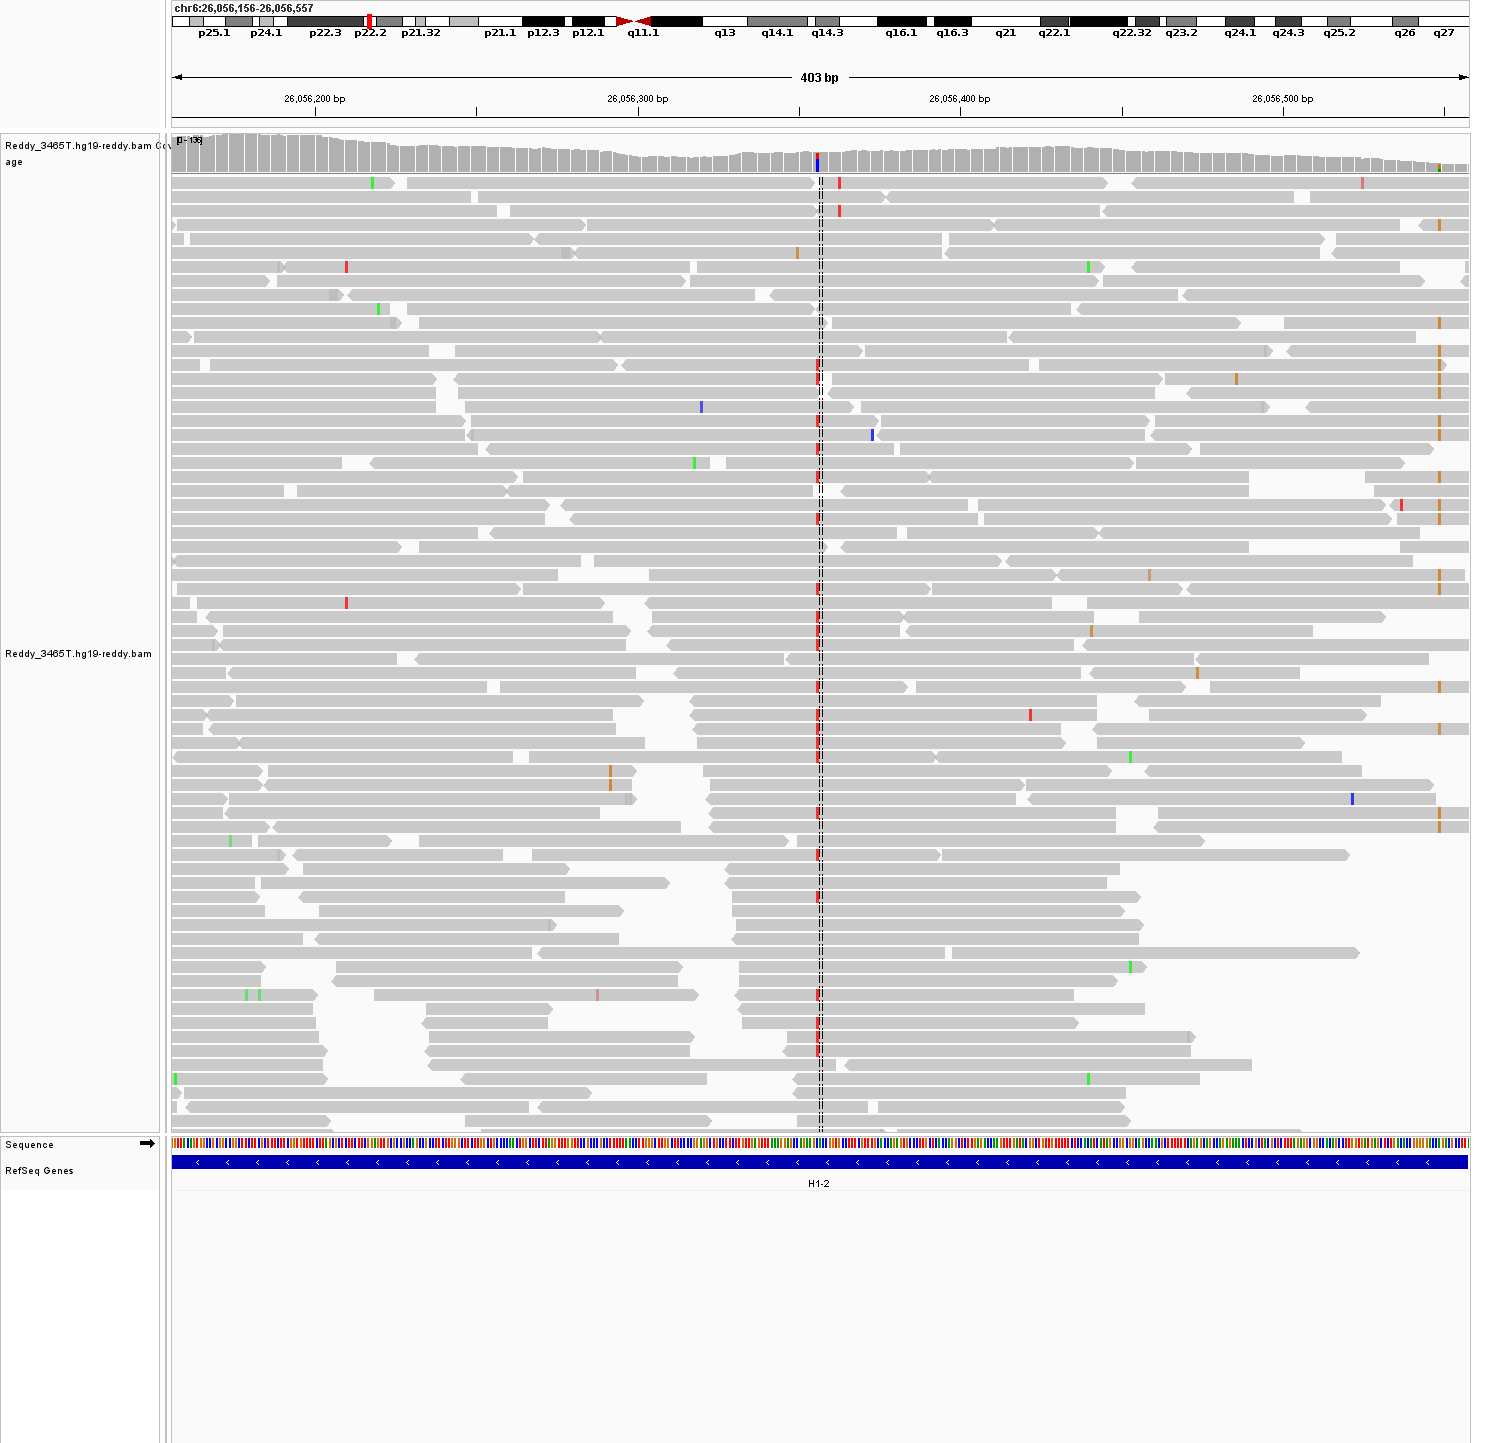 chr6:26,056,156-26,056,557
p25.1 p24.1 p22.3 p22.2 p21.32 p21.1 p12.3 p12.1 q11.1 q13 q14.1 q14.3 q16.1 q16.3 q21 q22.1 q22.32 q23.2 q24.1 q24.3 q25.2 q26 q27
403 bp
26,056,200 bp 26,056,300 bp 26,056,400 bp 26,056,500 bp
[0 - 136]
Reddy_3465T.hg19-reddy.bam Cov
age
Reddy_3465T.hg19-reddy.bam
Sequence
RefSeq Genes
H1-2